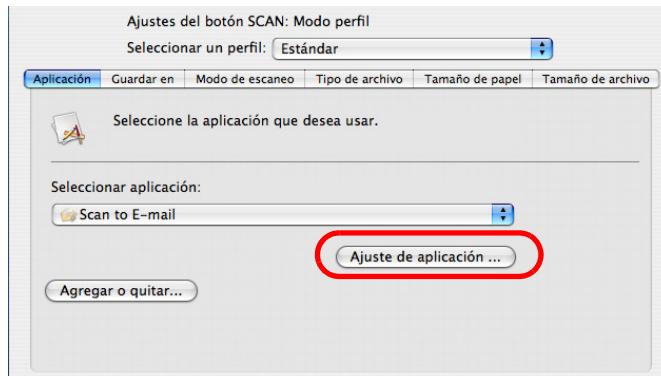 Ajustes del botón SCAN: Modo perfil
Seleccionar un perfil: Estándar
Aplicación Guardar en Modo de escaneo Tipo de archivo Tamaño de papel Tamaño de archivo
Seleccione la aplicación que desea usar.
Seleccionar aplicación:
Scan to E-mail
Ajuste de aplicación ...
Agregar o quitar...